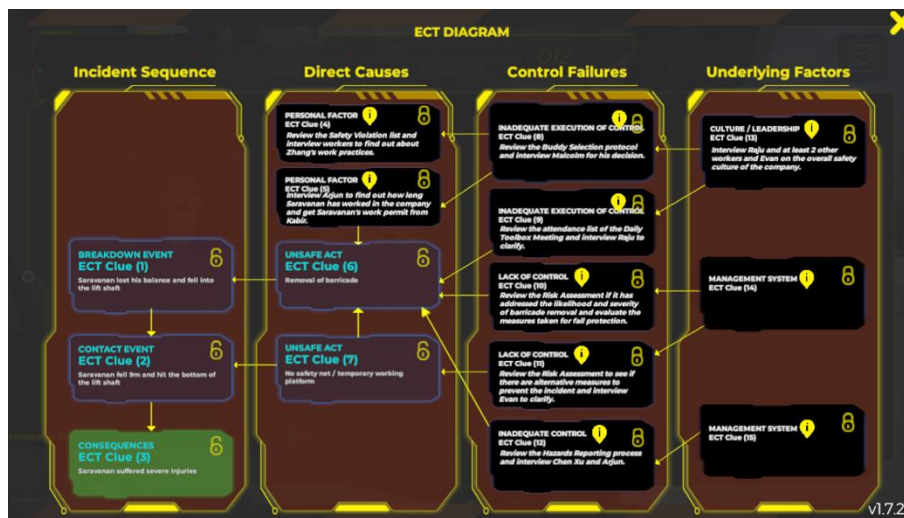 ECT DIAGRAM
Incident Sequence
BREAKDOWN EVENT
ECT Clue (1)
Saravanan lost his balance and fell into
the lift shaft
CONTACT EVENT
ECT Clue (2)
Saravanan fell 9m and hit the bottom of
the lift shaft
CONSEQUENCES
ECT Clue (3)
Saravanan suffered severe injuries
Direct Causes
PERSONAL FACTOR
ECT Clue (4)
Review the Safety Violation list and
interview workers to find out about
Zhang's work practices.
PERSONAL FACTOR
ECT Clue (5)
Interview Arjun to find out how long
Saravanan has worked in the company
and get Saravanan's work permit from
Kabir.
UNSAFE ACT
ECT Clue (6)
Removal of barricade
UNSAFE ACT
ECT Clue (7)
No safety net / temporary working
platform
Control Failures
INADEQUATE EXECUTION OF CONTROL
ECT Clue (8)
Review the Buddy Selection protocol
and interview Malcolm for his decision.
INADEQUATE EXECUTION OF CONTROL
ECT Clue (9)
Review the attendance list of the Daily
Toolbox Meeting and interview Raju to
clarify.
LACK OF CONTROL
ECT Clue (10)
Review the Risk Assessment if it has
addressed the likelihood and severity
of barricade removal and evaluate the
measures taken for fall protection.
LACK OF CONTROL
ECT Clue (11)
Review the Risk Assessment to see if
there are alternative measures to
prevent the incident and interview
Evan to clarify.
INADEQUATE CONTROL
ECT Clue (12)
Review the Hazards Reporting process
and interview Chen Xu and Arjun.
Underlying Factors
CULTURE / LEADERSHIP
ECT Clue (13)
Interview Raju and at least 2 other
workers and Evan on the overall safety
culture of the company.
MANAGEMENT SYSTEM
ECT Clue (14)
MANAGEMENT SYSTEM
ECT Clue (15)
v1.7.2